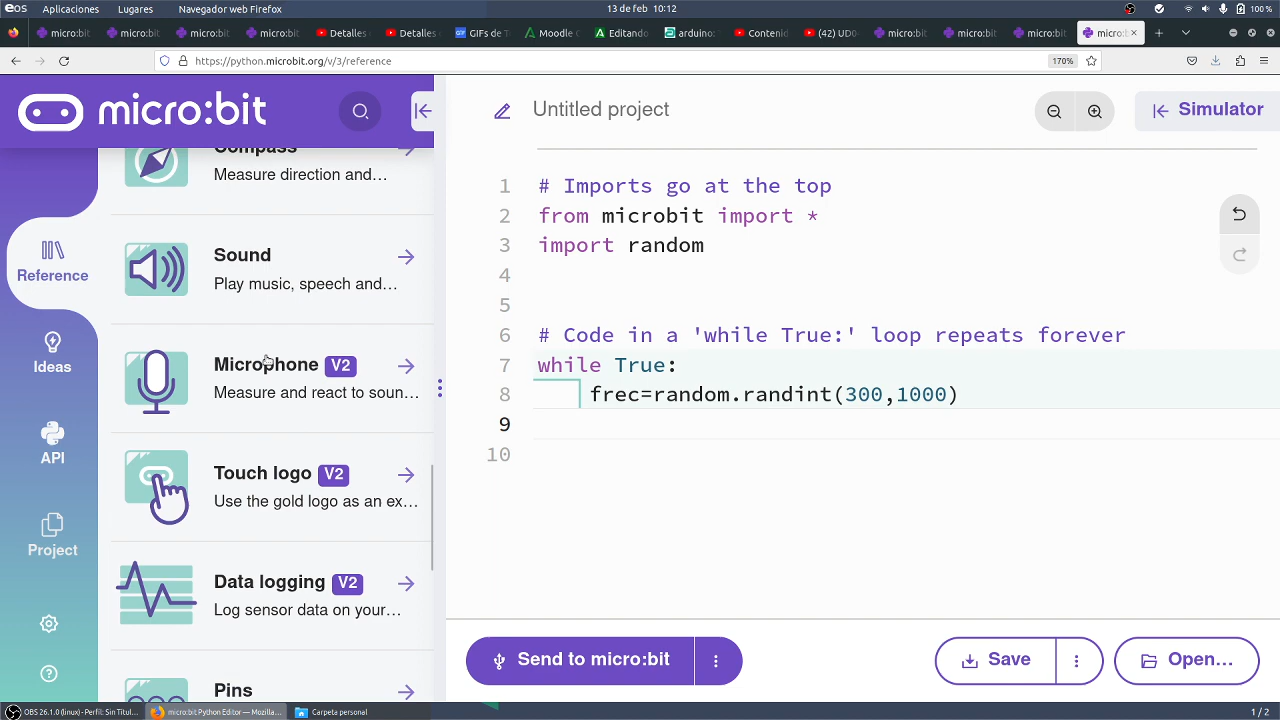 eOS Aplicaciones Lugares Navegador web Firefox 13 de feb 10:12 100 %
micro:bit micro:bit micro:bit micro:bit Detalles Detalles GIFs de T Moodle Editando arduino: Contenid (42) UD0 micro:bit micro:bit micro:bit micro:bit
https://python.microbit.org/v/3/reference 170%
micro:bit
Untitled project
Simulator
Compass
Measure direction and…
Sound
Play music, speech and…
Microphone V2
Measure and react to soun…
Touch logo V2
Use the gold logo as an ex…
Data logging V2
Log sensor data on your…
Pins
Reference
Ideas
API
Project
1 # Imports go at the top
2 from microbit import *
3 import random
4
5
6 # Code in a 'while True:' loop repeats forever
7 while True:
8 frec=random.randint(300,1000)
9
10
Send to micro:bit
Save
Open…
OBS 26.1.0 (linux) - Perfil: Sin Titul… micro:bit Python Editor — Mozilla… Carpeta personal 1 / 2